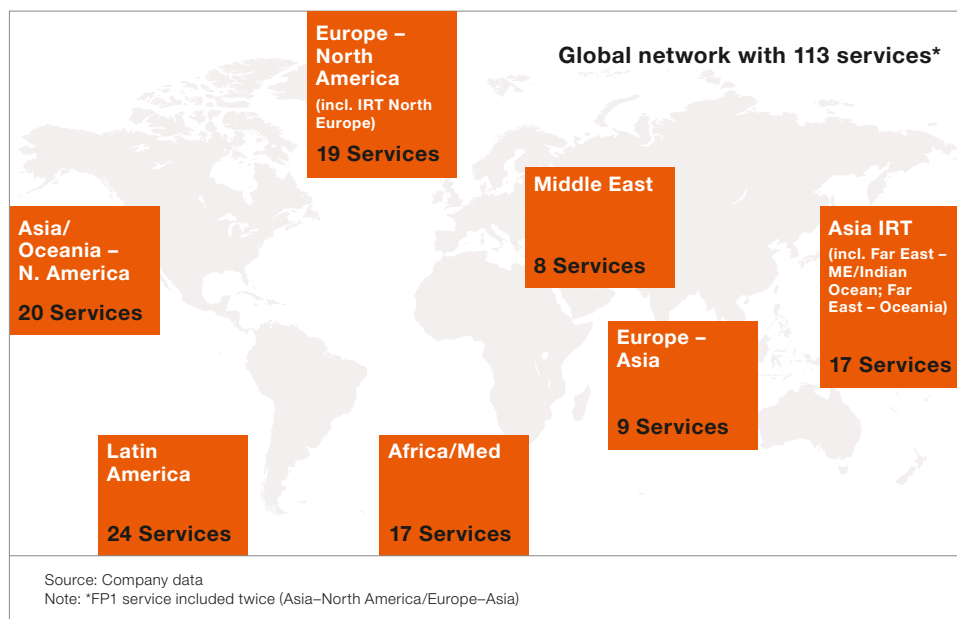 Global network with 113 services*
Europe –
North
America
(incl. IRT North
Europe)
19 Services
Middle East
8 Services
Asia/
Oceania –
N. America
20 Services
Asia IRT
(incl. Far East –
ME/Indian
Ocean; Far
East – Oceania)
17 Services
Europe –
Asia
9 Services
Latin
America
24 Services
Africa/Med
17 Services
Source: Company data
Note: *FP1 service included twice (Asia–North America/Europe–Asia)